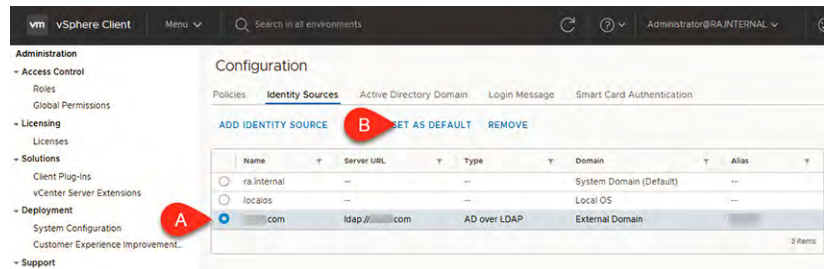 vm vSphere Client Menu Search in all environments Administrator@RA.INTERNAL
Administration
Access Control
Roles
Global Permissions
Licensing
Licenses
Solutions
Client Plug-Ins
vCenter Server Extensions
Deployment
System Configuration
Customer Experience Improvement...
Support
Configuration
Policies Identity Sources Active Directory Domain Login Message Smart Card Authentication
ADD IDENTITY SOURCE B SET AS DEFAULT REMOVE
Name Server URL Type Domain Alias
ra.internal -- -- System Domain (Default) --
localos -- -- Local OS --
A .com ldap:// .com AD over LDAP External Domain
3 items